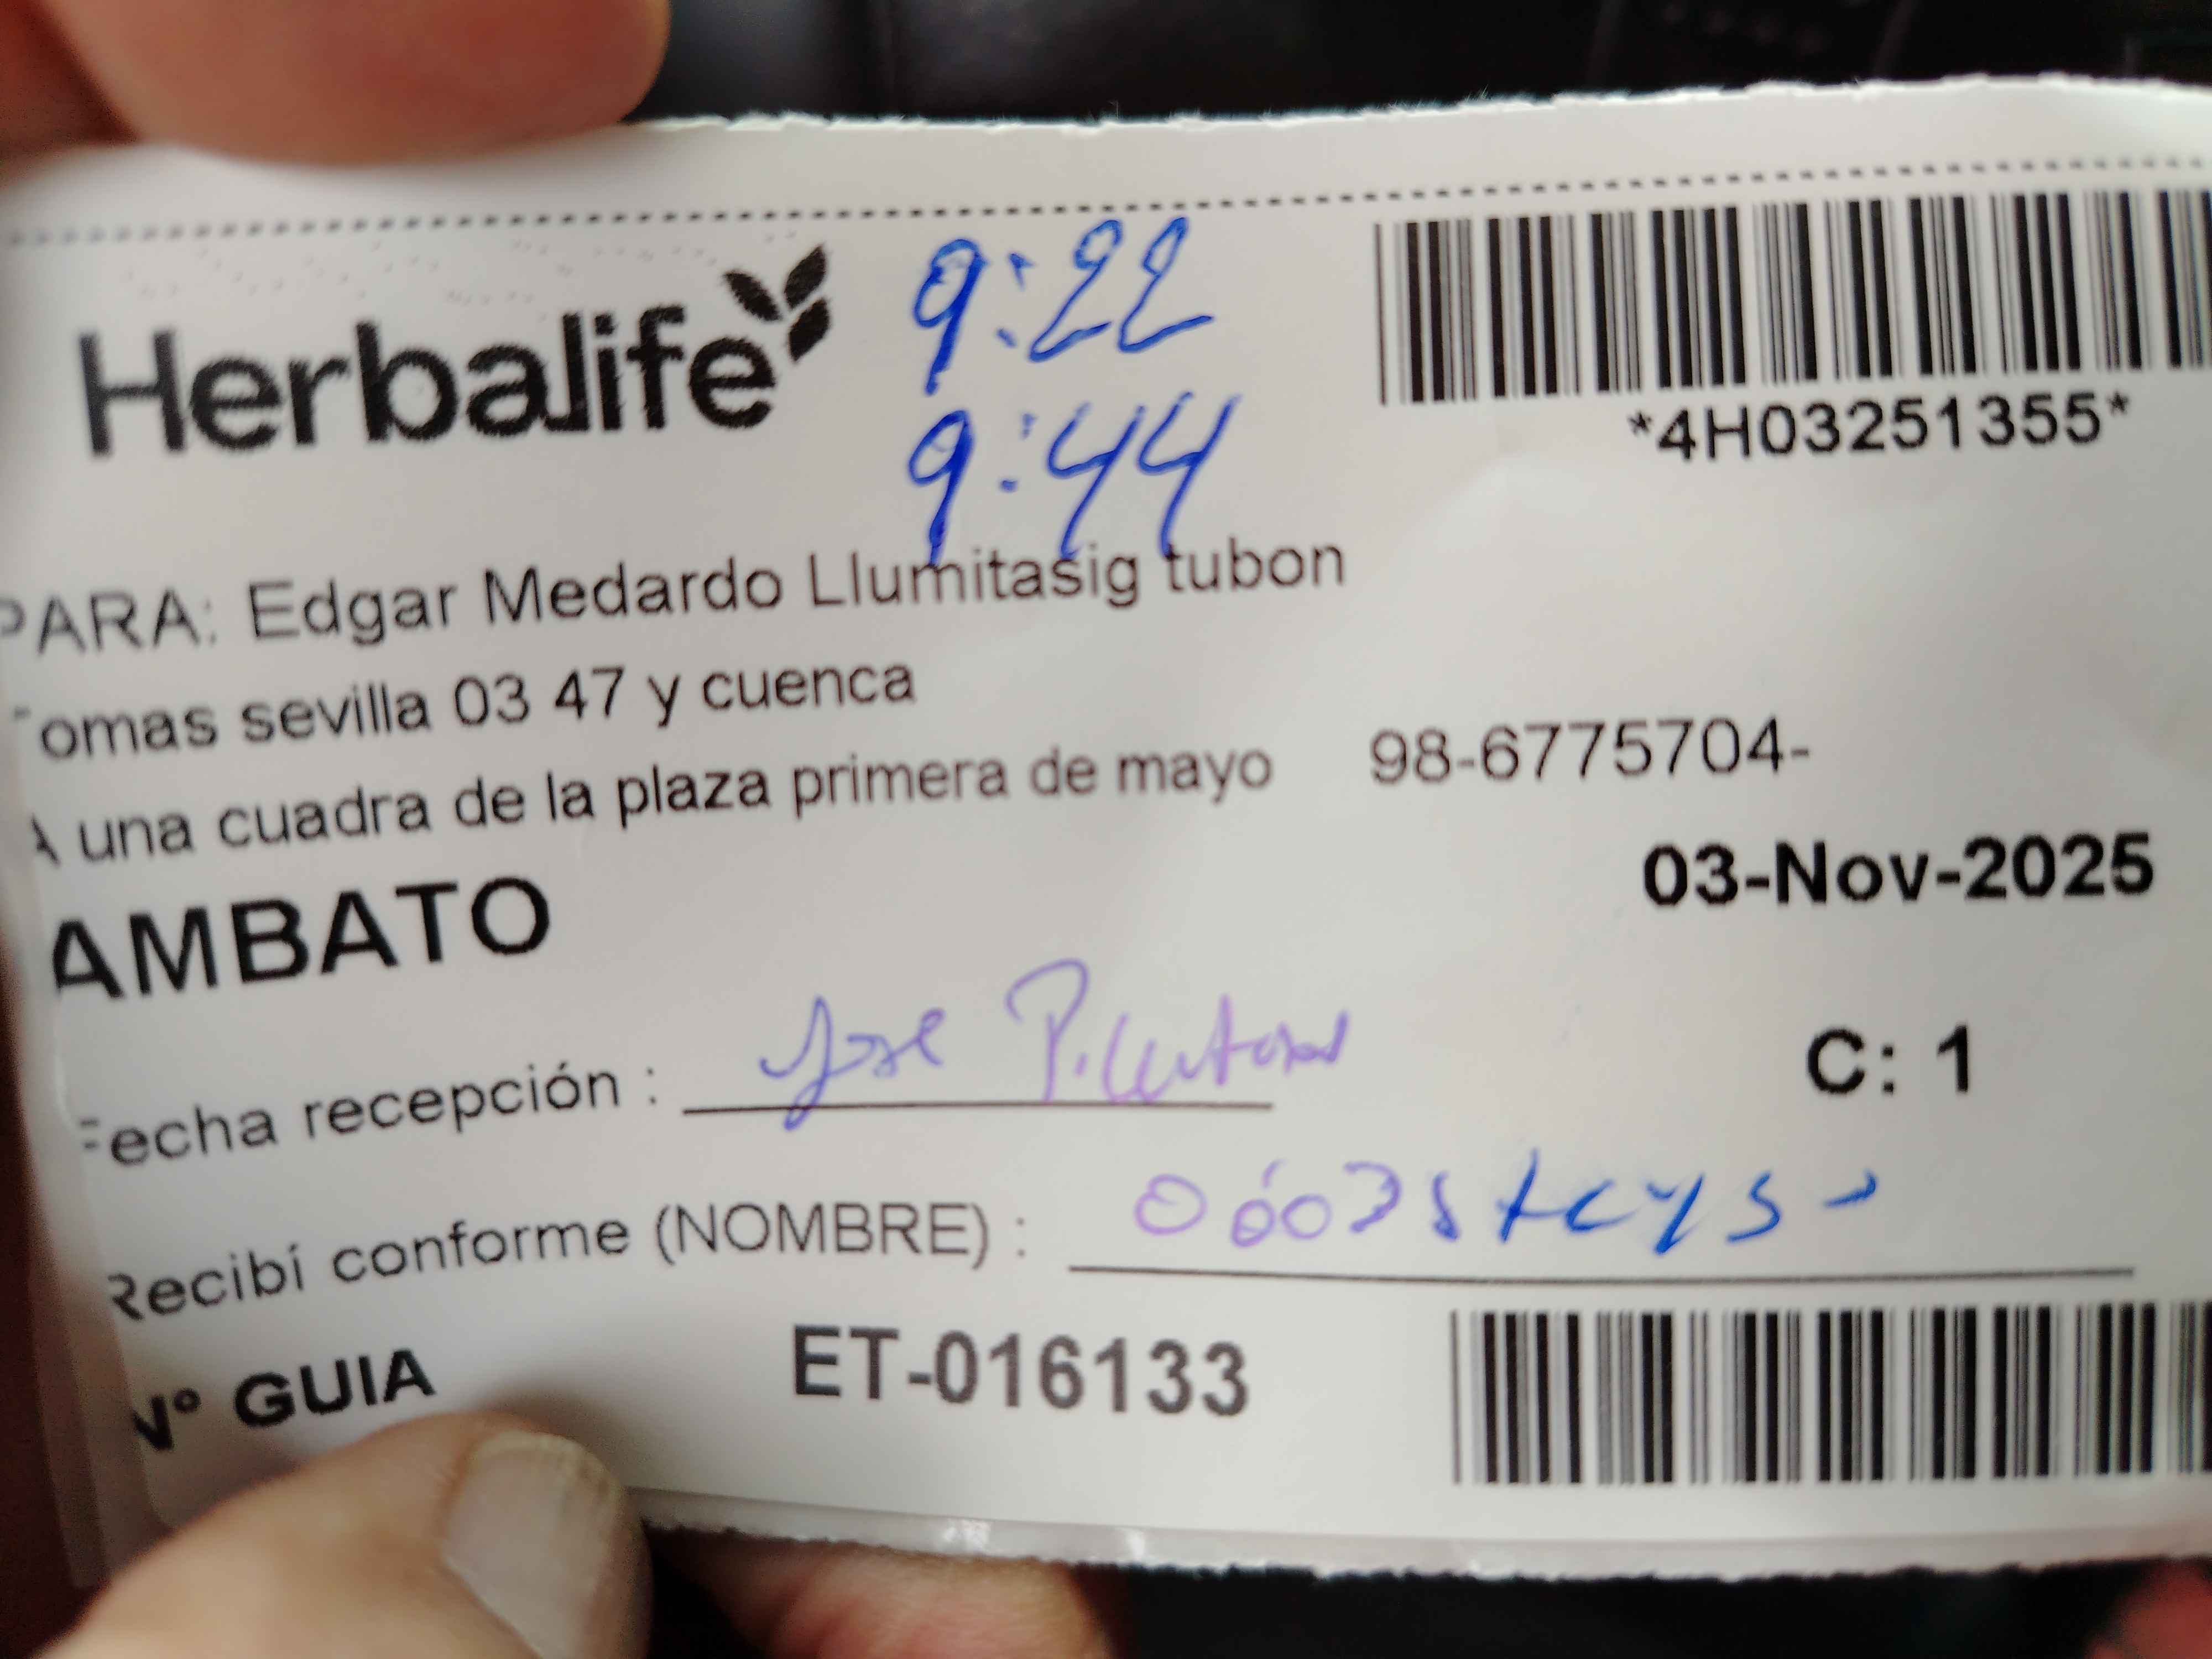 Herbalife
9:22
9:44
*4H03251355*
PARA: Edgar Medardo Llumitasig tubon
omas sevilla 03 47 y cuenca
A una cuadra de la plaza primera de mayo 98-6775704-
03-Nov-2025
AMBATO
Fecha recepción : Jose
C: 1
Recibí conforme (NOMBRE) :
N° GUIA ET-016133